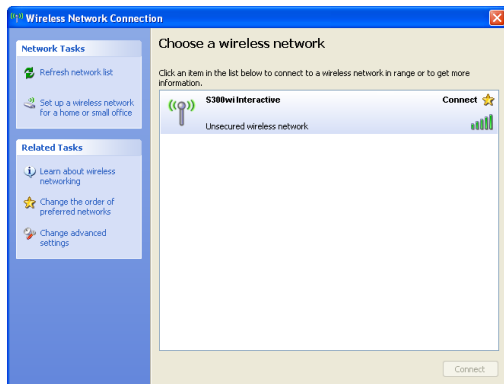 Wireless Network Connection
Network Tasks
Refresh network list
Set up a wireless network
for a home or small office
Related Tasks
Learn about wireless
networking
Change the order of
preferred networks
Change advanced
settings
Choose a wireless network
Click an item in the list below to connect to a wireless network in range or to get more
information.
S300wi Interactive
Connect
Unsecured wireless network
Connect